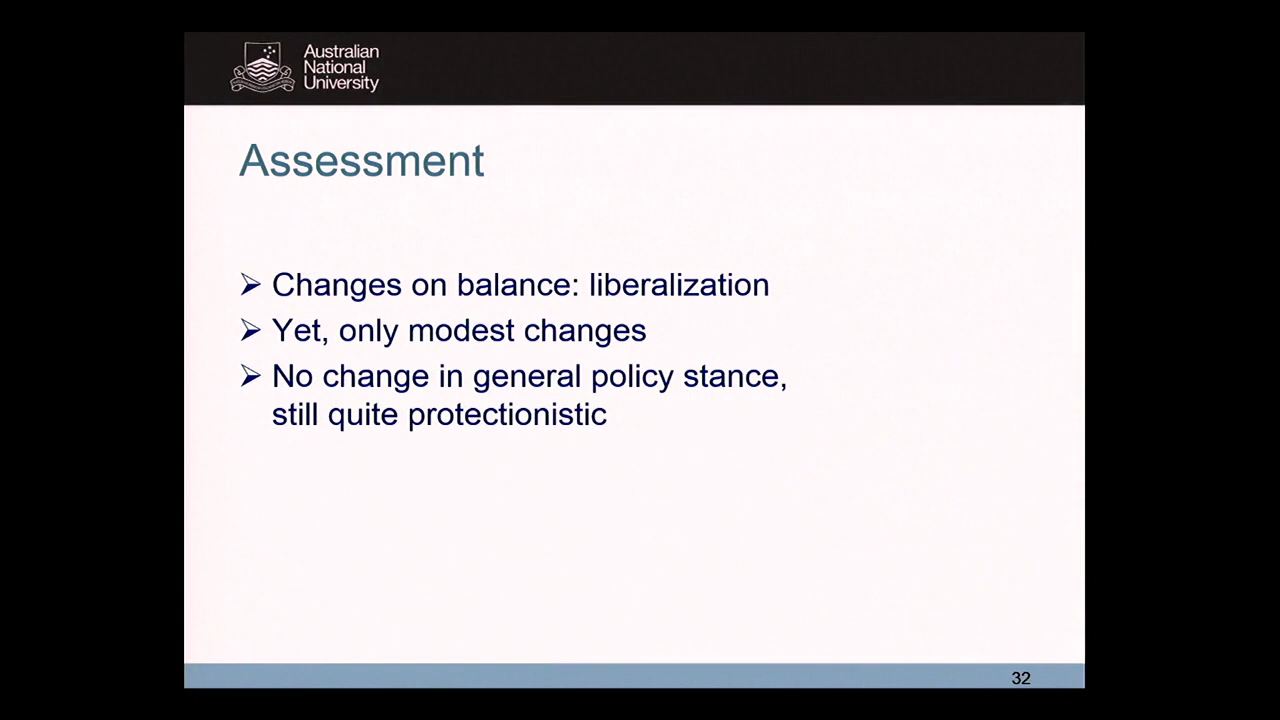 Australian
National
University
Assessment
➢ Changes on balance: liberalization
➢ Yet, only modest changes
➢ No change in general policy stance,
still quite protectionistic
32